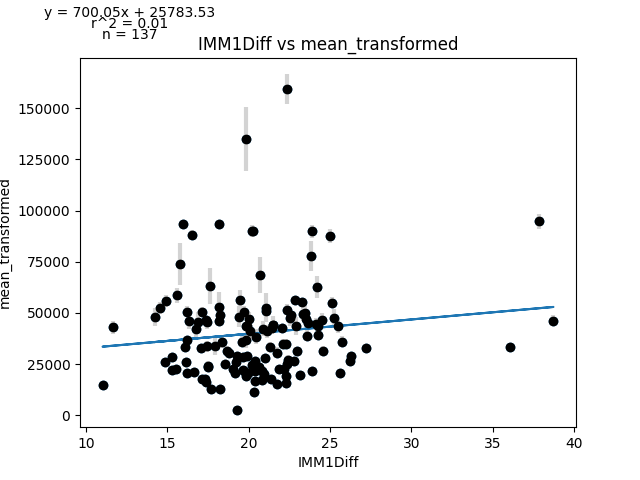 y = 700.05x + 25783.53
r^2 = 0.01
n = 137
IMM1Diff vs mean_transformed
mean_transformed
150000
125000
100000
75000
50000
25000
0
10 15 20 25 30 35 40
IMM1Diff